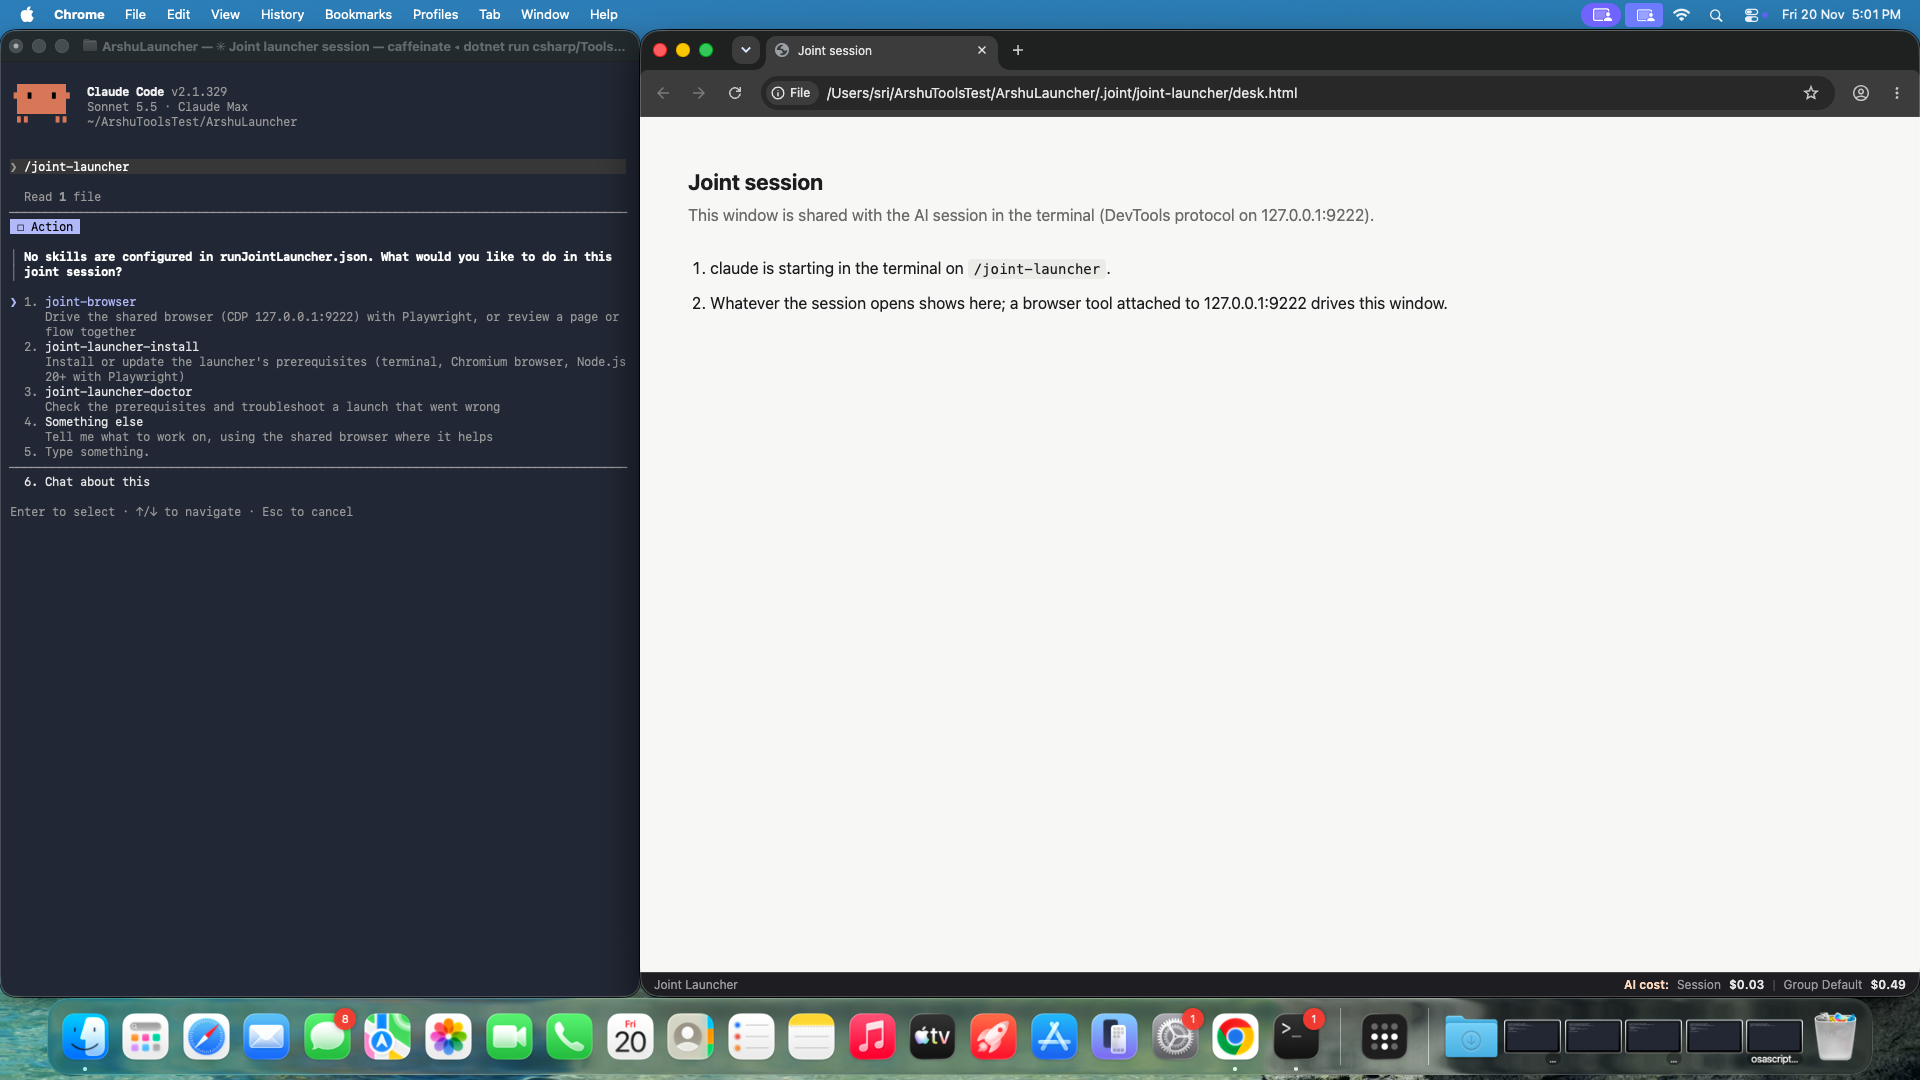 Chrome File Edit View History Bookmarks Profiles Tab Window Help Fri 20 Nov 5:01 PM
ArshuLauncher — ✳ Joint launcher session — caffeinate ◂ dotnet run csharp/Tools...
Claude Code v2.1.329
Sonnet 5.5 · Claude Max
~/ArshuToolsTest/ArshuLauncher
❯ /joint-launcher
Read 1 file
☐ Action
No skills are configured in runJointLauncher.json. What would you like to do in this
joint session?
❯ 1. joint-browser
Drive the shared browser (CDP 127.0.0.1:9222) with Playwright, or review a page or
flow together
2. joint-launcher-install
Install or update the launcher's prerequisites (terminal, Chromium browser, Node.js
20+ with Playwright)
3. joint-launcher-doctor
Check the prerequisites and troubleshoot a launch that went wrong
4. Something else
Tell me what to work on, using the shared browser where it helps
5. Type something.
6. Chat about this
Enter to select · ↑/↓ to navigate · Esc to cancel
Joint session
File /Users/sri/ArshuToolsTest/ArshuLauncher/.joint/joint-launcher/desk.html
Joint session
This window is shared with the AI session in the terminal (DevTools protocol on 127.0.0.1:9222).
1. claude is starting in the terminal on /joint-launcher .
2. Whatever the session opens shows here; a browser tool attached to 127.0.0.1:9222 drives this window.
Joint Launcher AI cost: Session $0.03 | Group Default $0.49
8
Fri
20
tv
1
1
... ... osascript...